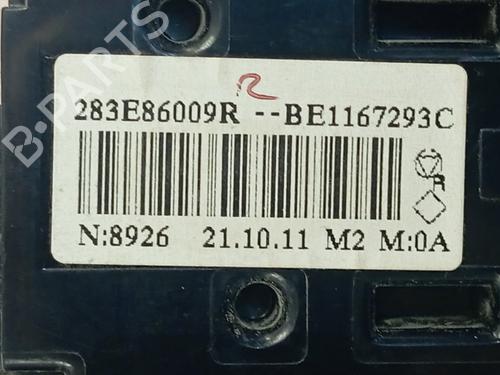 R
283E86009R --BE1167293C
R
N:8926 21.10.11 M2 M:0A
B-PARTS